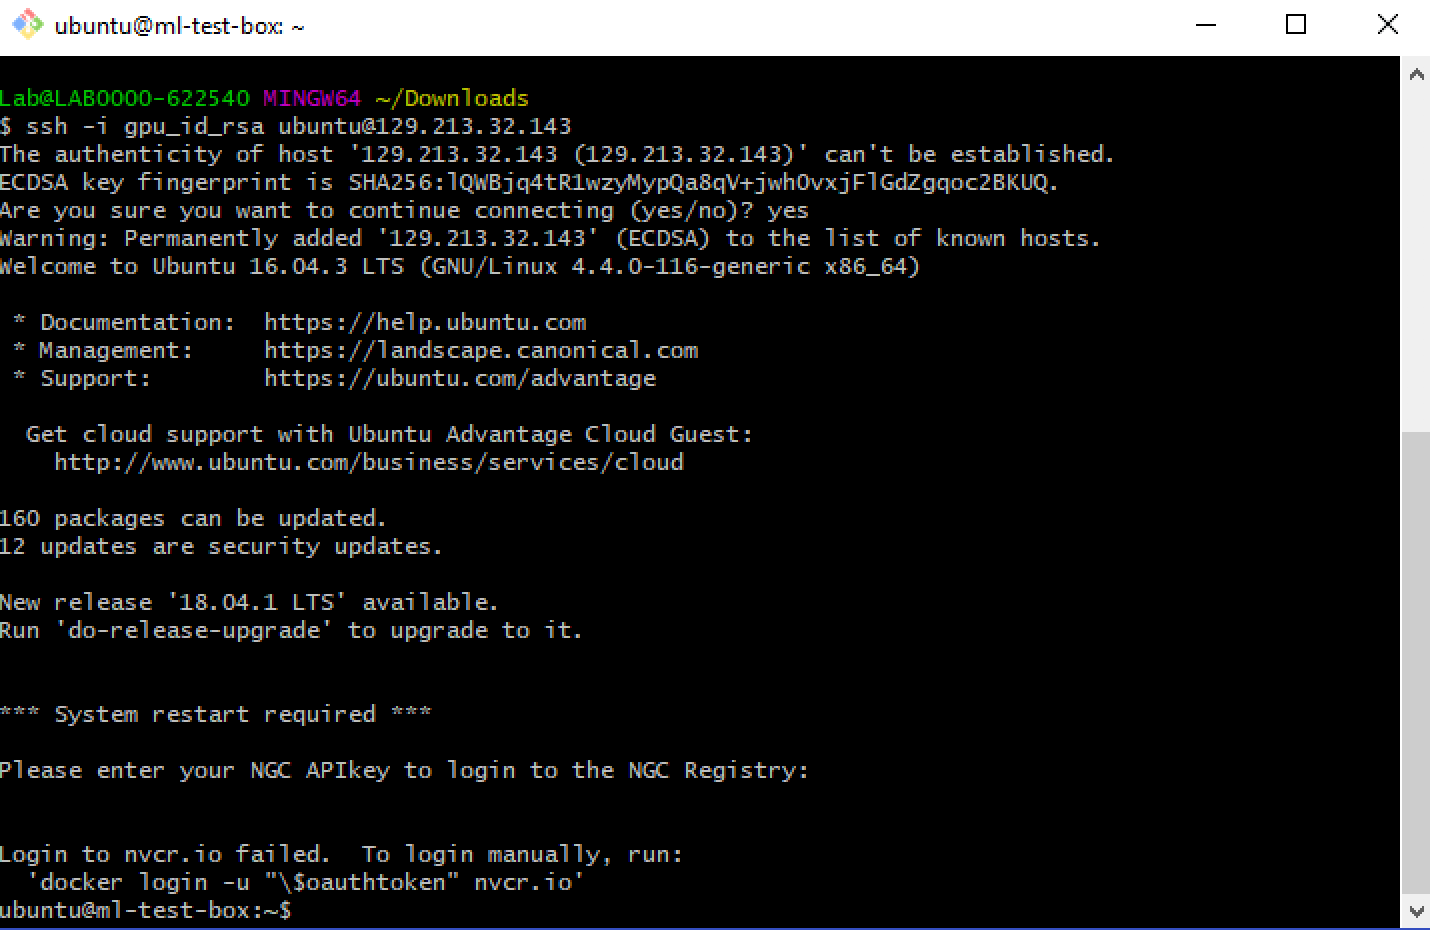 ubuntu@ml-test-box: ~
Lab@LAB0000-622540 MINGW64 ~/Downloads
$ ssh -i gpu_id_rsa ubuntu@129.213.32.143
The authenticity of host '129.213.32.143 (129.213.32.143)' can't be established.
ECDSA key fingerprint is SHA256:lQWBjq4tR1wzyMypQa8qV+jwhOvxjFlGdZgqoc2BKUQ.
Are you sure you want to continue connecting (yes/no)? yes
Warning: Permanently added '129.213.32.143' (ECDSA) to the list of known hosts.
Welcome to Ubuntu 16.04.3 LTS (GNU/Linux 4.4.0-116-generic x86_64)
* Documentation:  https://help.ubuntu.com
* Management:     https://landscape.canonical.com
* Support:        https://ubuntu.com/advantage
Get cloud support with Ubuntu Advantage Cloud Guest:
http://www.ubuntu.com/business/services/cloud
160 packages can be updated.
12 updates are security updates.
New release '18.04.1 LTS' available.
Run 'do-release-upgrade' to upgrade to it.
*** System restart required ***
Please enter your NGC APIkey to login to the NGC Registry:
Login to nvcr.io failed.  To login manually, run:
'docker login -u "\$oauthtoken" nvcr.io'
ubuntu@ml-test-box:~$